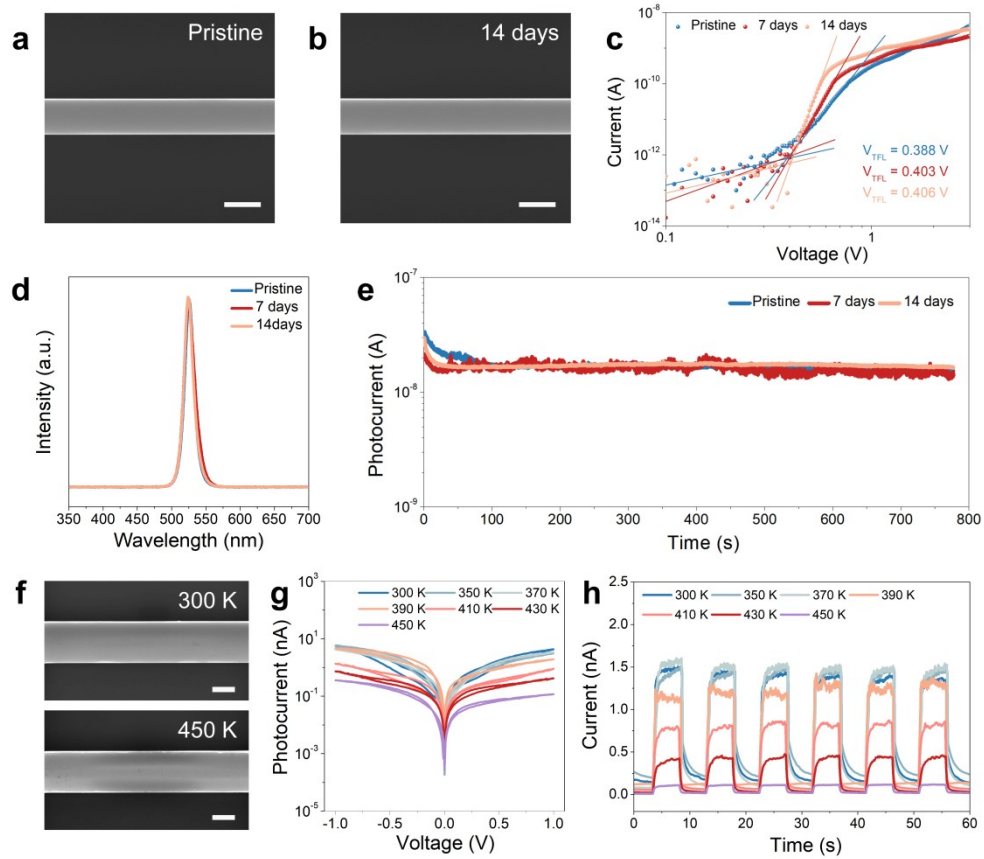 a
Pristine
b
14 days
c
Pristine 7 days 14 days
10⁻⁸
10⁻¹⁰
10⁻¹²
10⁻¹⁴
Current (A)
V_TFL = 0.388 V
V_TFL = 0.403 V
V_TFL = 0.406 V
0.1 1
Voltage (V)
d
Pristine
7 days
14days
Intensity (a.u.)
350 400 450 500 550 600 650 700
Wavelength (nm)
e
Pristine 7 days 14 days
10⁻⁷
10⁻⁸
10⁻⁹
Photocurrent (A)
0 100 200 300 400 500 600 700 800
Time (s)
f
300 K
450 K
g
300 K 350 K 370 K
390 K 410 K 430 K
450 K
10³
10¹
10⁻¹
10⁻³
10⁻⁵
Photocurrent (nA)
-1.0 -0.5 0.0 0.5 1.0
Voltage (V)
h
300 K 350 K 370 K 390 K
410 K 430 K 450 K
2.5
2.0
1.5
1.0
0.5
0.0
Current (nA)
0 10 20 30 40 50 60
Time (s)